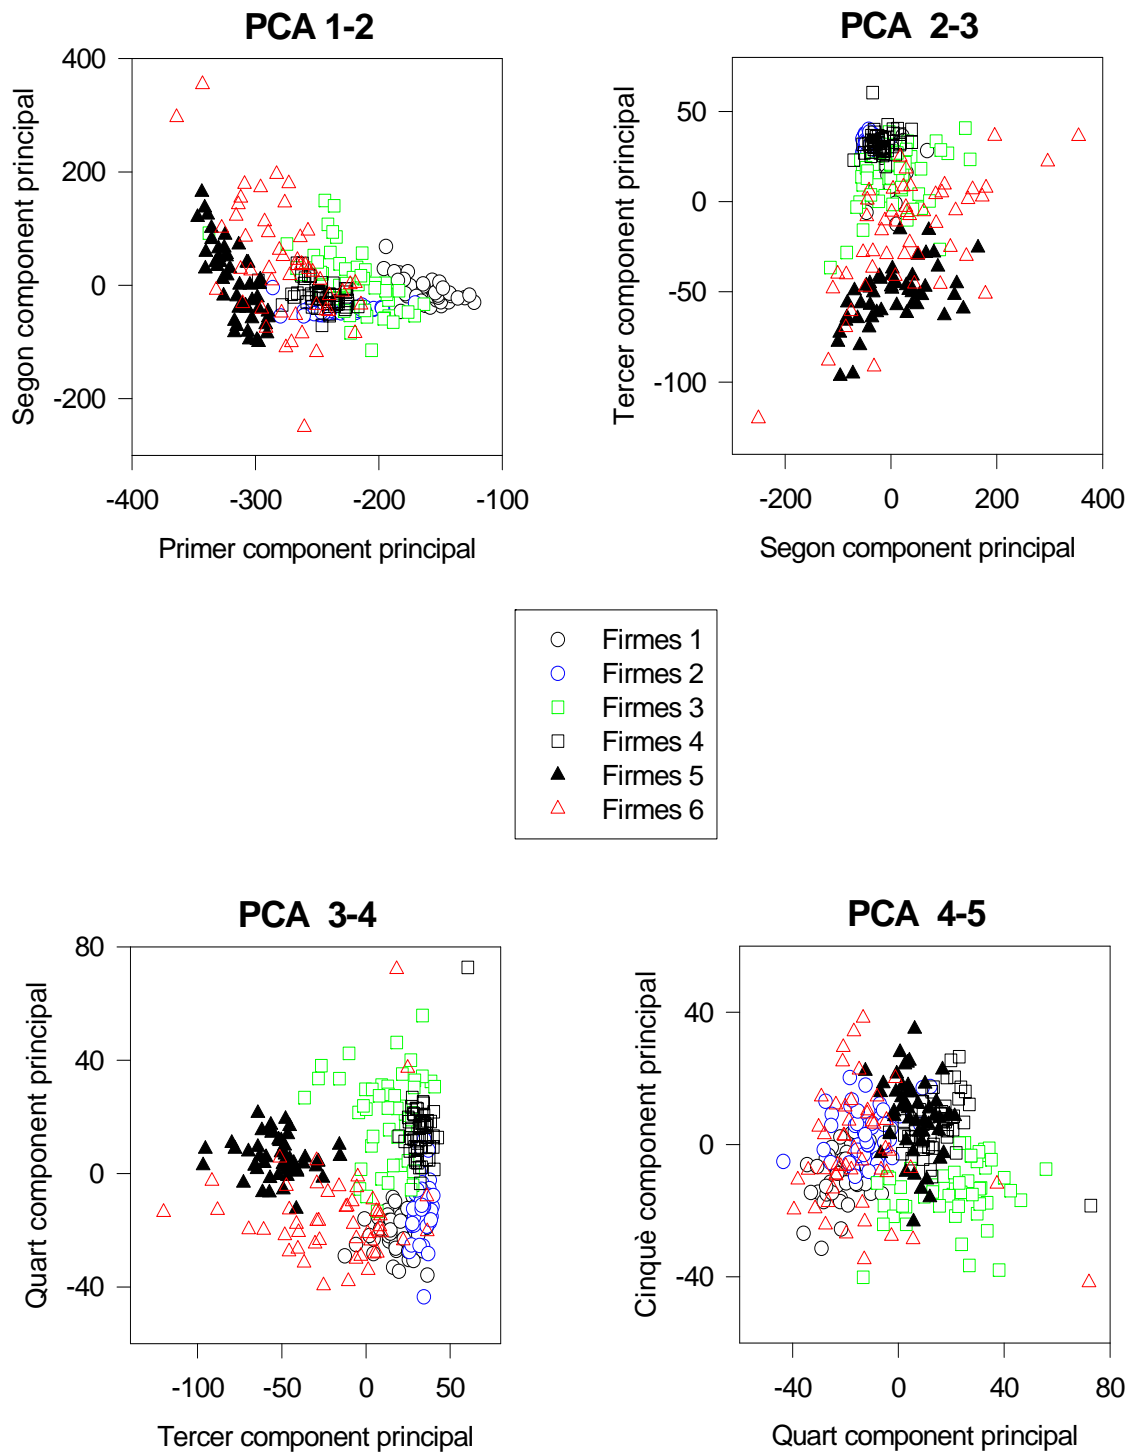 PCA 1-2
Segon component principal
400
200
0
-200
-400
-300
-200
-100
Primer component principal
PCA 2-3
Tercer component principal
50
0
-50
-100
-200
0
200
400
Segon component principal
Firmes 1
Firmes 2
Firmes 3
Firmes 4
Firmes 5
Firmes 6
PCA 3-4
Quart component principal
80
40
0
-40
-100
-50
0
50
Tercer component principal
PCA 4-5
Cinquè component principal
40
0
-40
-40
0
40
80
Quart component principal